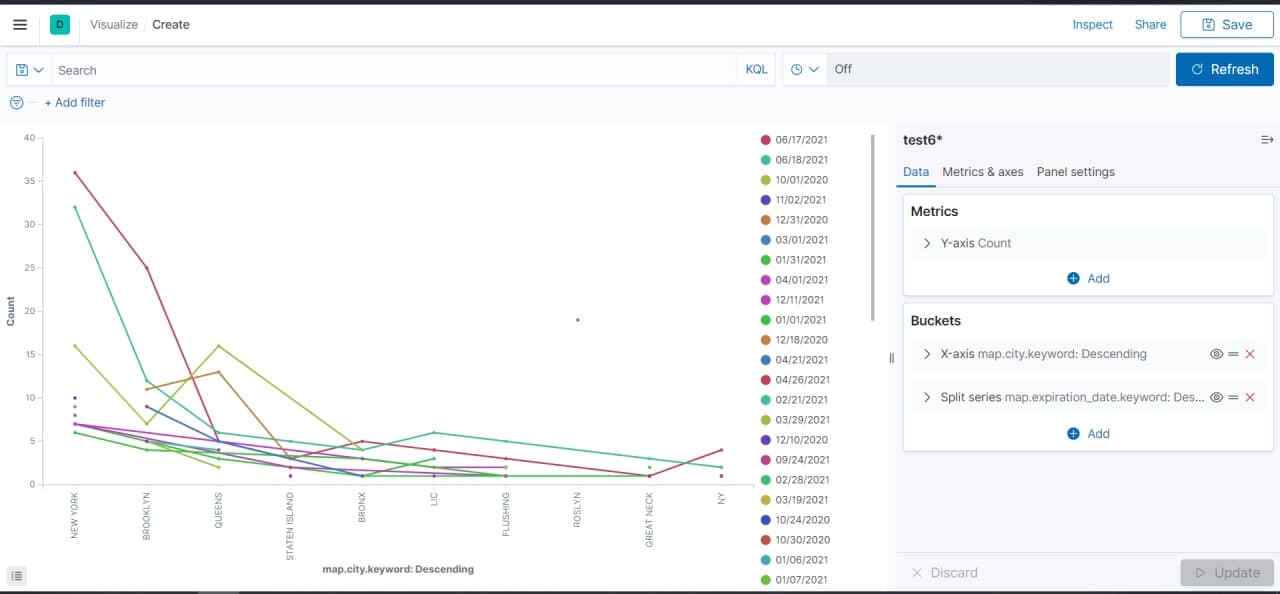 D Visualize / Create Inspect Share Save
Search KQL Off Refresh
+ Add filter
40
35
30
25
20
15
10
5
0
Count
NEW YORK
BROOKLYN
QUEENS
STATEN ISLAND
BRONX
LIC
FLUSHING
ROSLYN
GREAT NECK
NY
map.city.keyword: Descending
06/17/2021
06/18/2021
10/01/2020
11/02/2021
12/31/2020
03/01/2021
01/31/2021
04/01/2021
12/11/2021
01/01/2021
12/18/2020
04/21/2021
04/26/2021
02/21/2021
03/29/2021
12/10/2020
09/24/2021
02/28/2021
03/19/2021
10/24/2020
10/30/2020
01/06/2021
01/07/2021
test6*
Data Metrics & axes Panel settings
Metrics
Y-axis Count
Add
Buckets
X-axis map.city.keyword: Descending
Split series map.expiration_date.keyword: Des...
Add
Discard Update